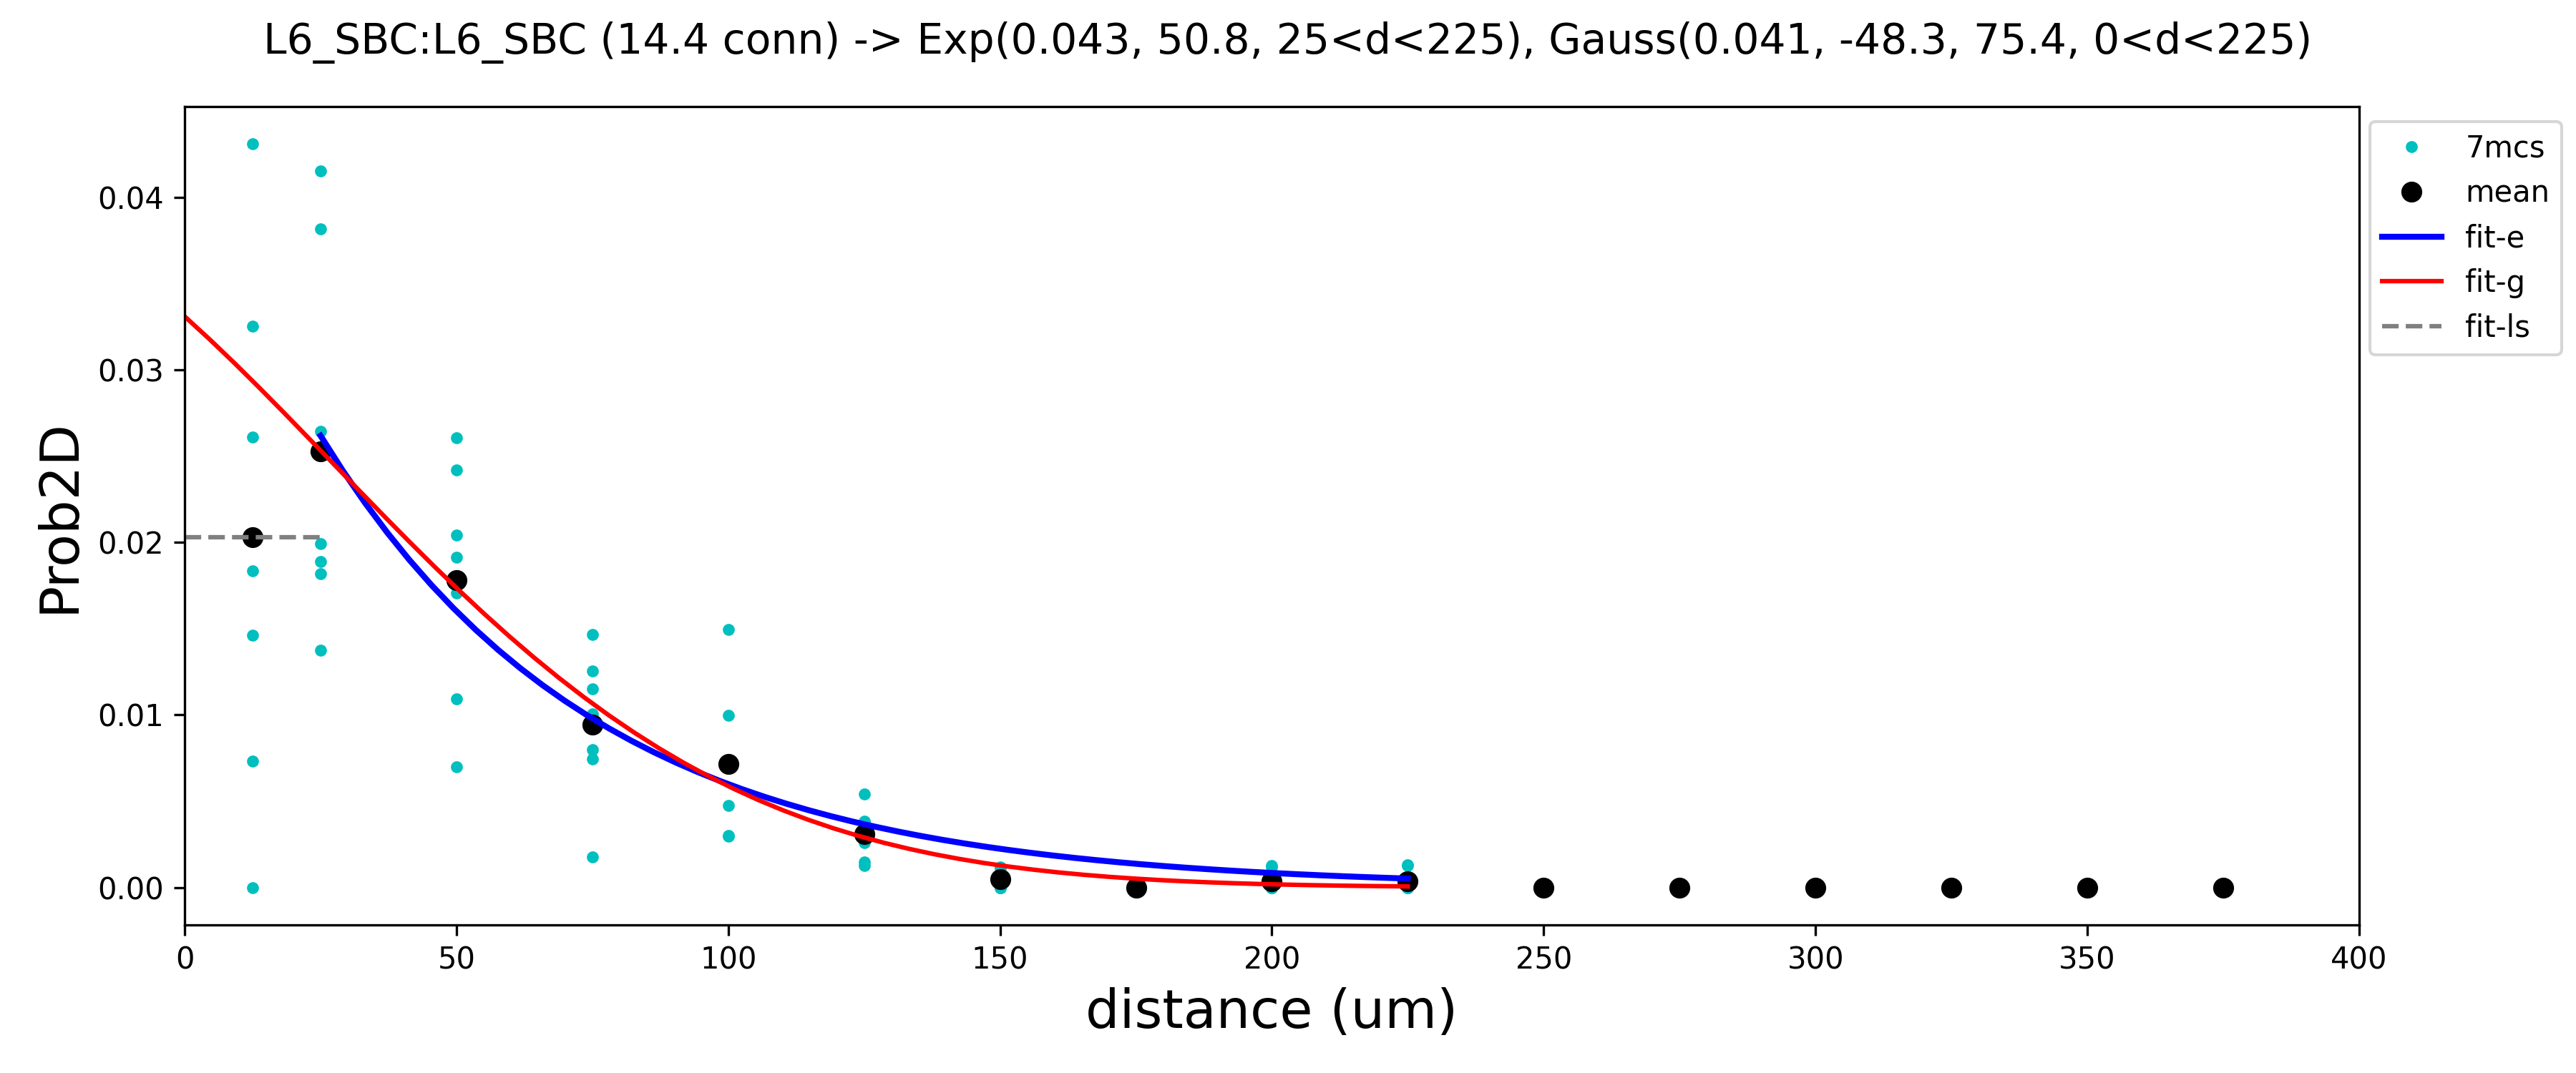 L6_SBC:L6_SBC (14.4 conn) -> Exp(0.043, 50.8, 25<d<225), Gauss(0.041, -48.3, 75.4, 0<d<225)
7mcs
mean
fit-e
fit-g
fit-ls
Prob2D
0.04
0.03
0.02
0.01
0.00
0 50 100 150 200 250 300 350 400
distance (um)